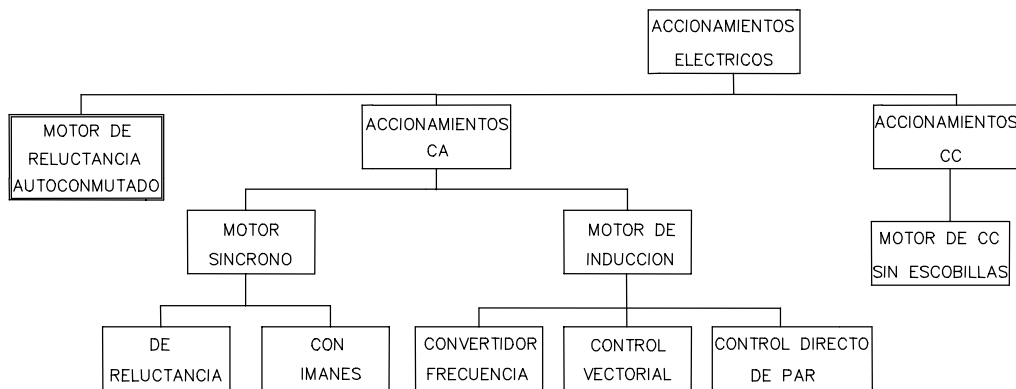 ACCIONAMIENTOS
ELECTRICOS
MOTOR DE
RELUCTANCIA
AUTOCONMUTADO
ACCIONAMIENTOS
CA
ACCIONAMIENTOS
CC
MOTOR
SINCRONO
MOTOR DE
INDUCCION
MOTOR DE CC
SIN ESCOBILLAS
DE
RELUCTANCIA
CON
IMANES
CONVERTIDOR
FRECUENCIA
CONTROL
VECTORIAL
CONTROL DIRECTO
DE PAR